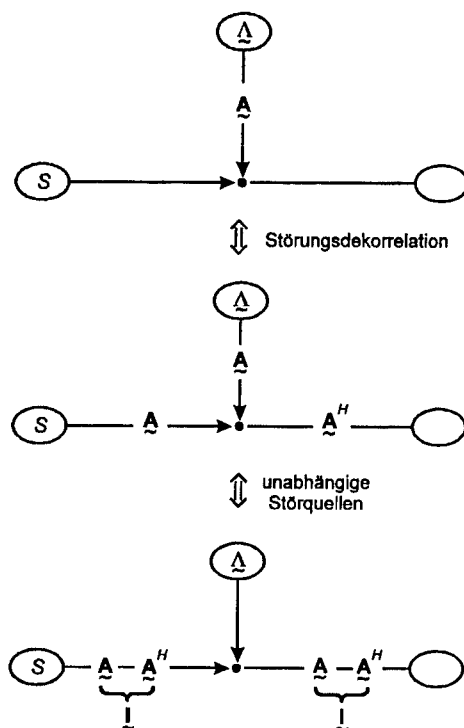 Λ
A
S
Störungsdekorrelation
Λ
A
S A A^H
unabhängige
Störquellen
Λ
S A A^H A A^H
I I